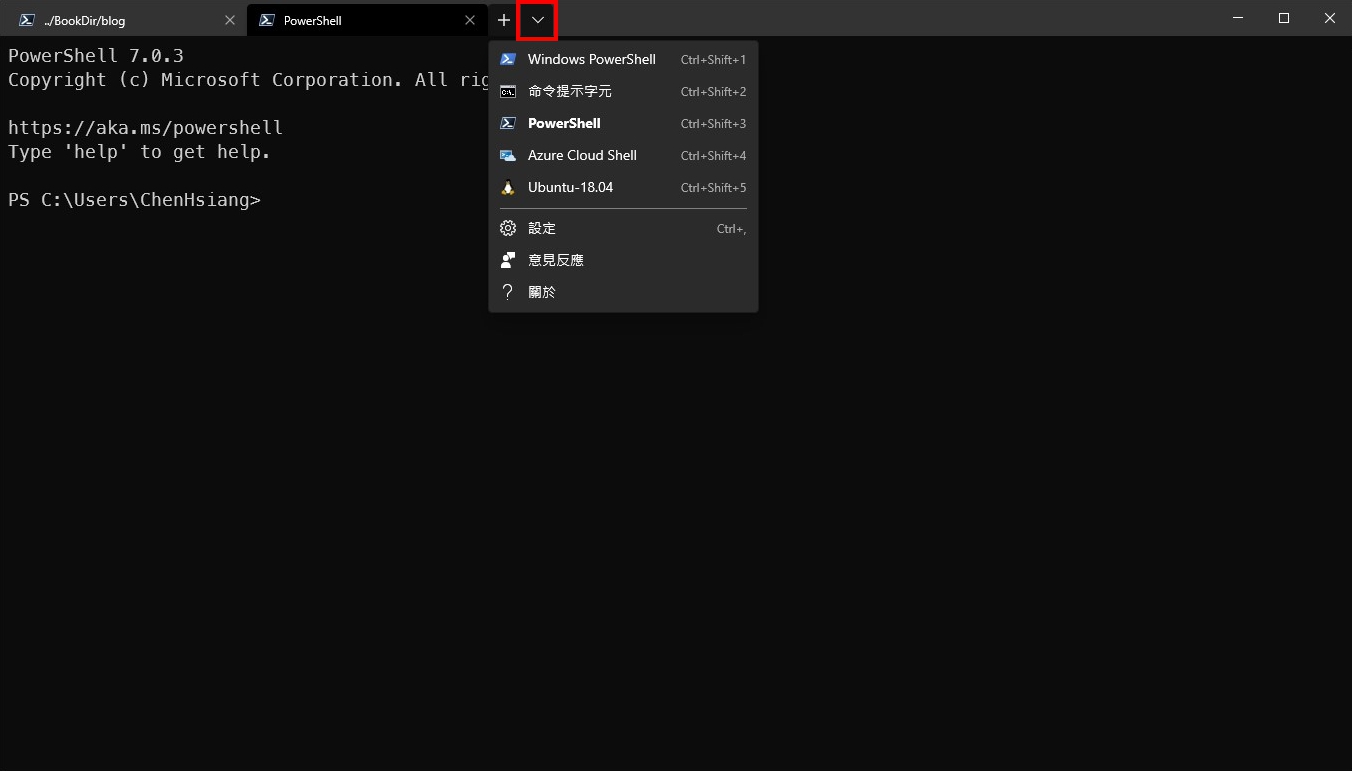 ../BookDir/blog
PowerShell
PowerShell 7.0.3
Copyright (c) Microsoft Corporation. All
https://aka.ms/powershell
Type 'help' to get help.
PS C:\Users\ChenHsiang>
Windows PowerShell Ctrl+Shift+1
命令提示字元 Ctrl+Shift+2
PowerShell Ctrl+Shift+3
Azure Cloud Shell Ctrl+Shift+4
Ubuntu-18.04 Ctrl+Shift+5
設定 Ctrl+,
意見反應
關於